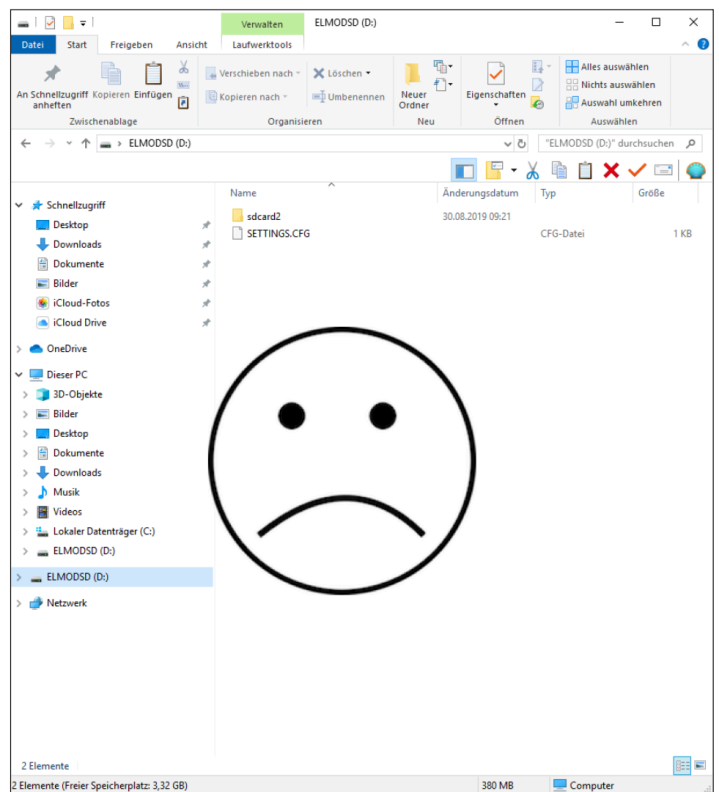 Verwalten
ELMODSD (D:)
Datei
Start
Freigeben
Ansicht
Laufwerktools
An Schnellzugriff anheften
Kopieren
Einfügen
Verschieben nach
Kopieren nach
Löschen
Umbenennen
Neuer Ordner
Eigenschaften
Alles auswählen
Nichts auswählen
Auswahl umkehren
Zwischenablage
Organisieren
Neu
Öffnen
Auswählen
ELMODSD (D:)
"ELMODSD (D:)" durchsuchen
Name
Änderungsdatum
Typ
Größe
sdcard2
30.08.2019 09:21
SETTINGS.CFG
CFG-Datei
1 KB
Schnellzugriff
Desktop
Downloads
Dokumente
Bilder
iCloud-Fotos
iCloud Drive
OneDrive
Dieser PC
3D-Objekte
Bilder
Desktop
Dokumente
Downloads
Musik
Videos
Lokaler Datenträger (C:)
ELMODSD (D:)
ELMODSD (D:)
Netzwerk
2 Elemente
2 Elemente (Freier Speicherplatz: 3,32 GB)
380 MB
Computer